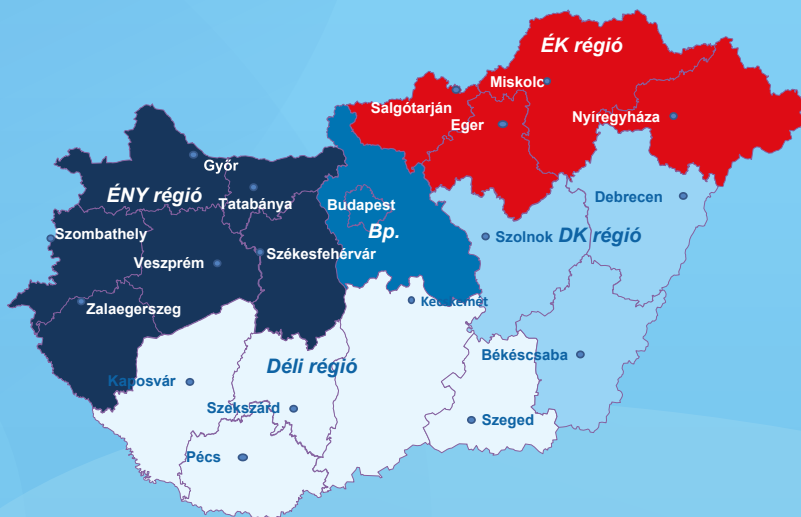 ÉK régió
Miskolc
Salgótarján
Eger
Nyíregyháza
Győr
ÉNY régió
Tatabánya
Budapest
Debrecen
Szombathely
Bp.
Szolnok DK régió
Veszprém
Székesfehérvár
Zalaegerszeg
Kecskemét
Déli régió
Békéscsaba
Kaposvár
Szekszárd
Szeged
Pécs